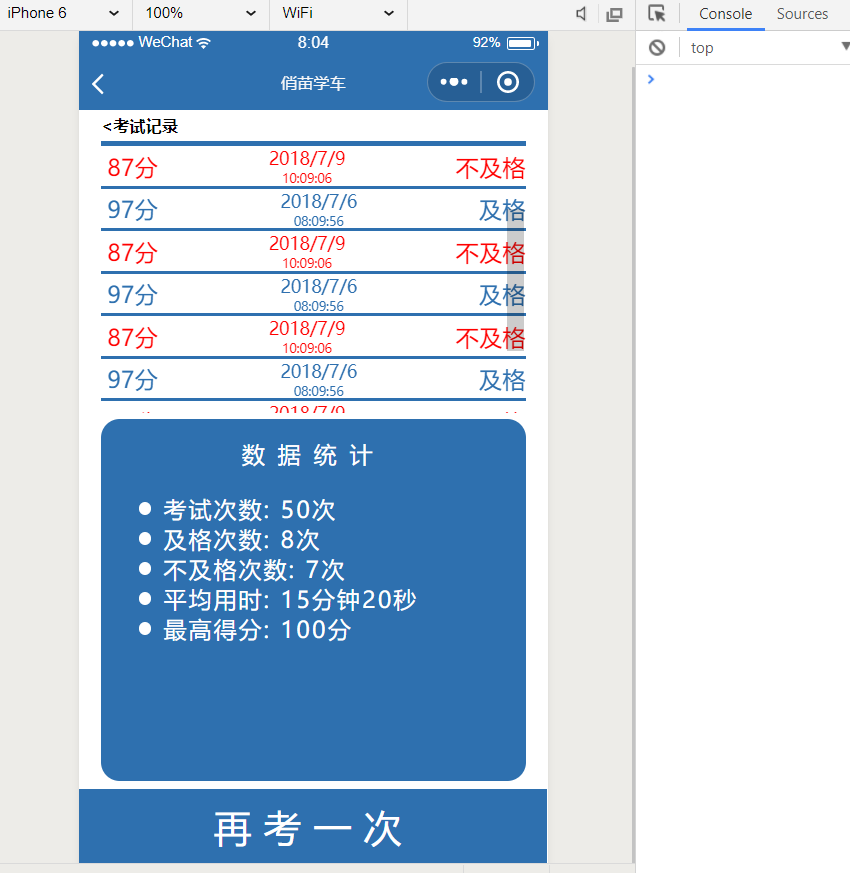 iPhone 6 100% WiFi Console Sources
top
WeChat 8:04 92%
俏苗学车
<考试记录
87分 2018/7/9 不及格
10:09:06
97分 2018/7/6 及格
08:09:56
87分 2018/7/9 不及格
10:09:06
97分 2018/7/6 及格
08:09:56
87分 2018/7/9 不及格
10:09:06
97分 2018/7/6 及格
08:09:56
2018/7/9
数据统计
考试次数: 50次
及格次数: 8次
不及格次数: 7次
平均用时: 15分钟20秒
最高得分: 100分
再考一次